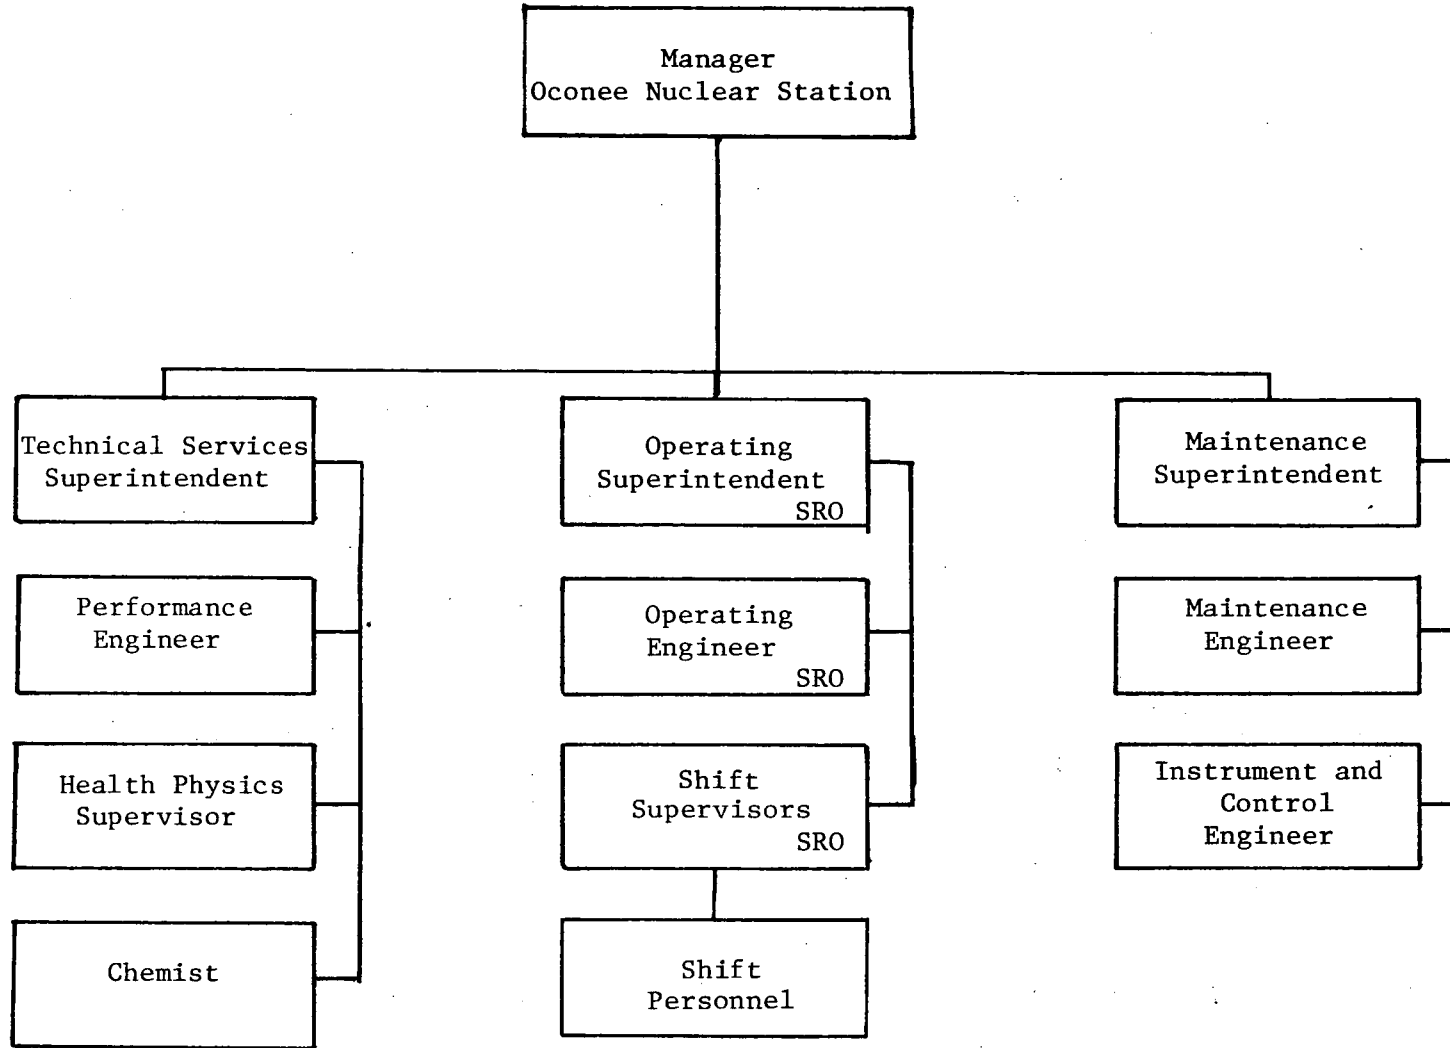 Manager
Oconee Nuclear Station
Technical Services
Superintendent
Performance
Engineer
Health Physics
Supervisor
Chemist
Operating
Superintendent
SRO
Operating
Engineer
SRO
Shift
Supervisors
SRO
Shift
Personnel
Maintenance
Superintendent
Maintenance
Engineer
Instrument and
Control
Engineer